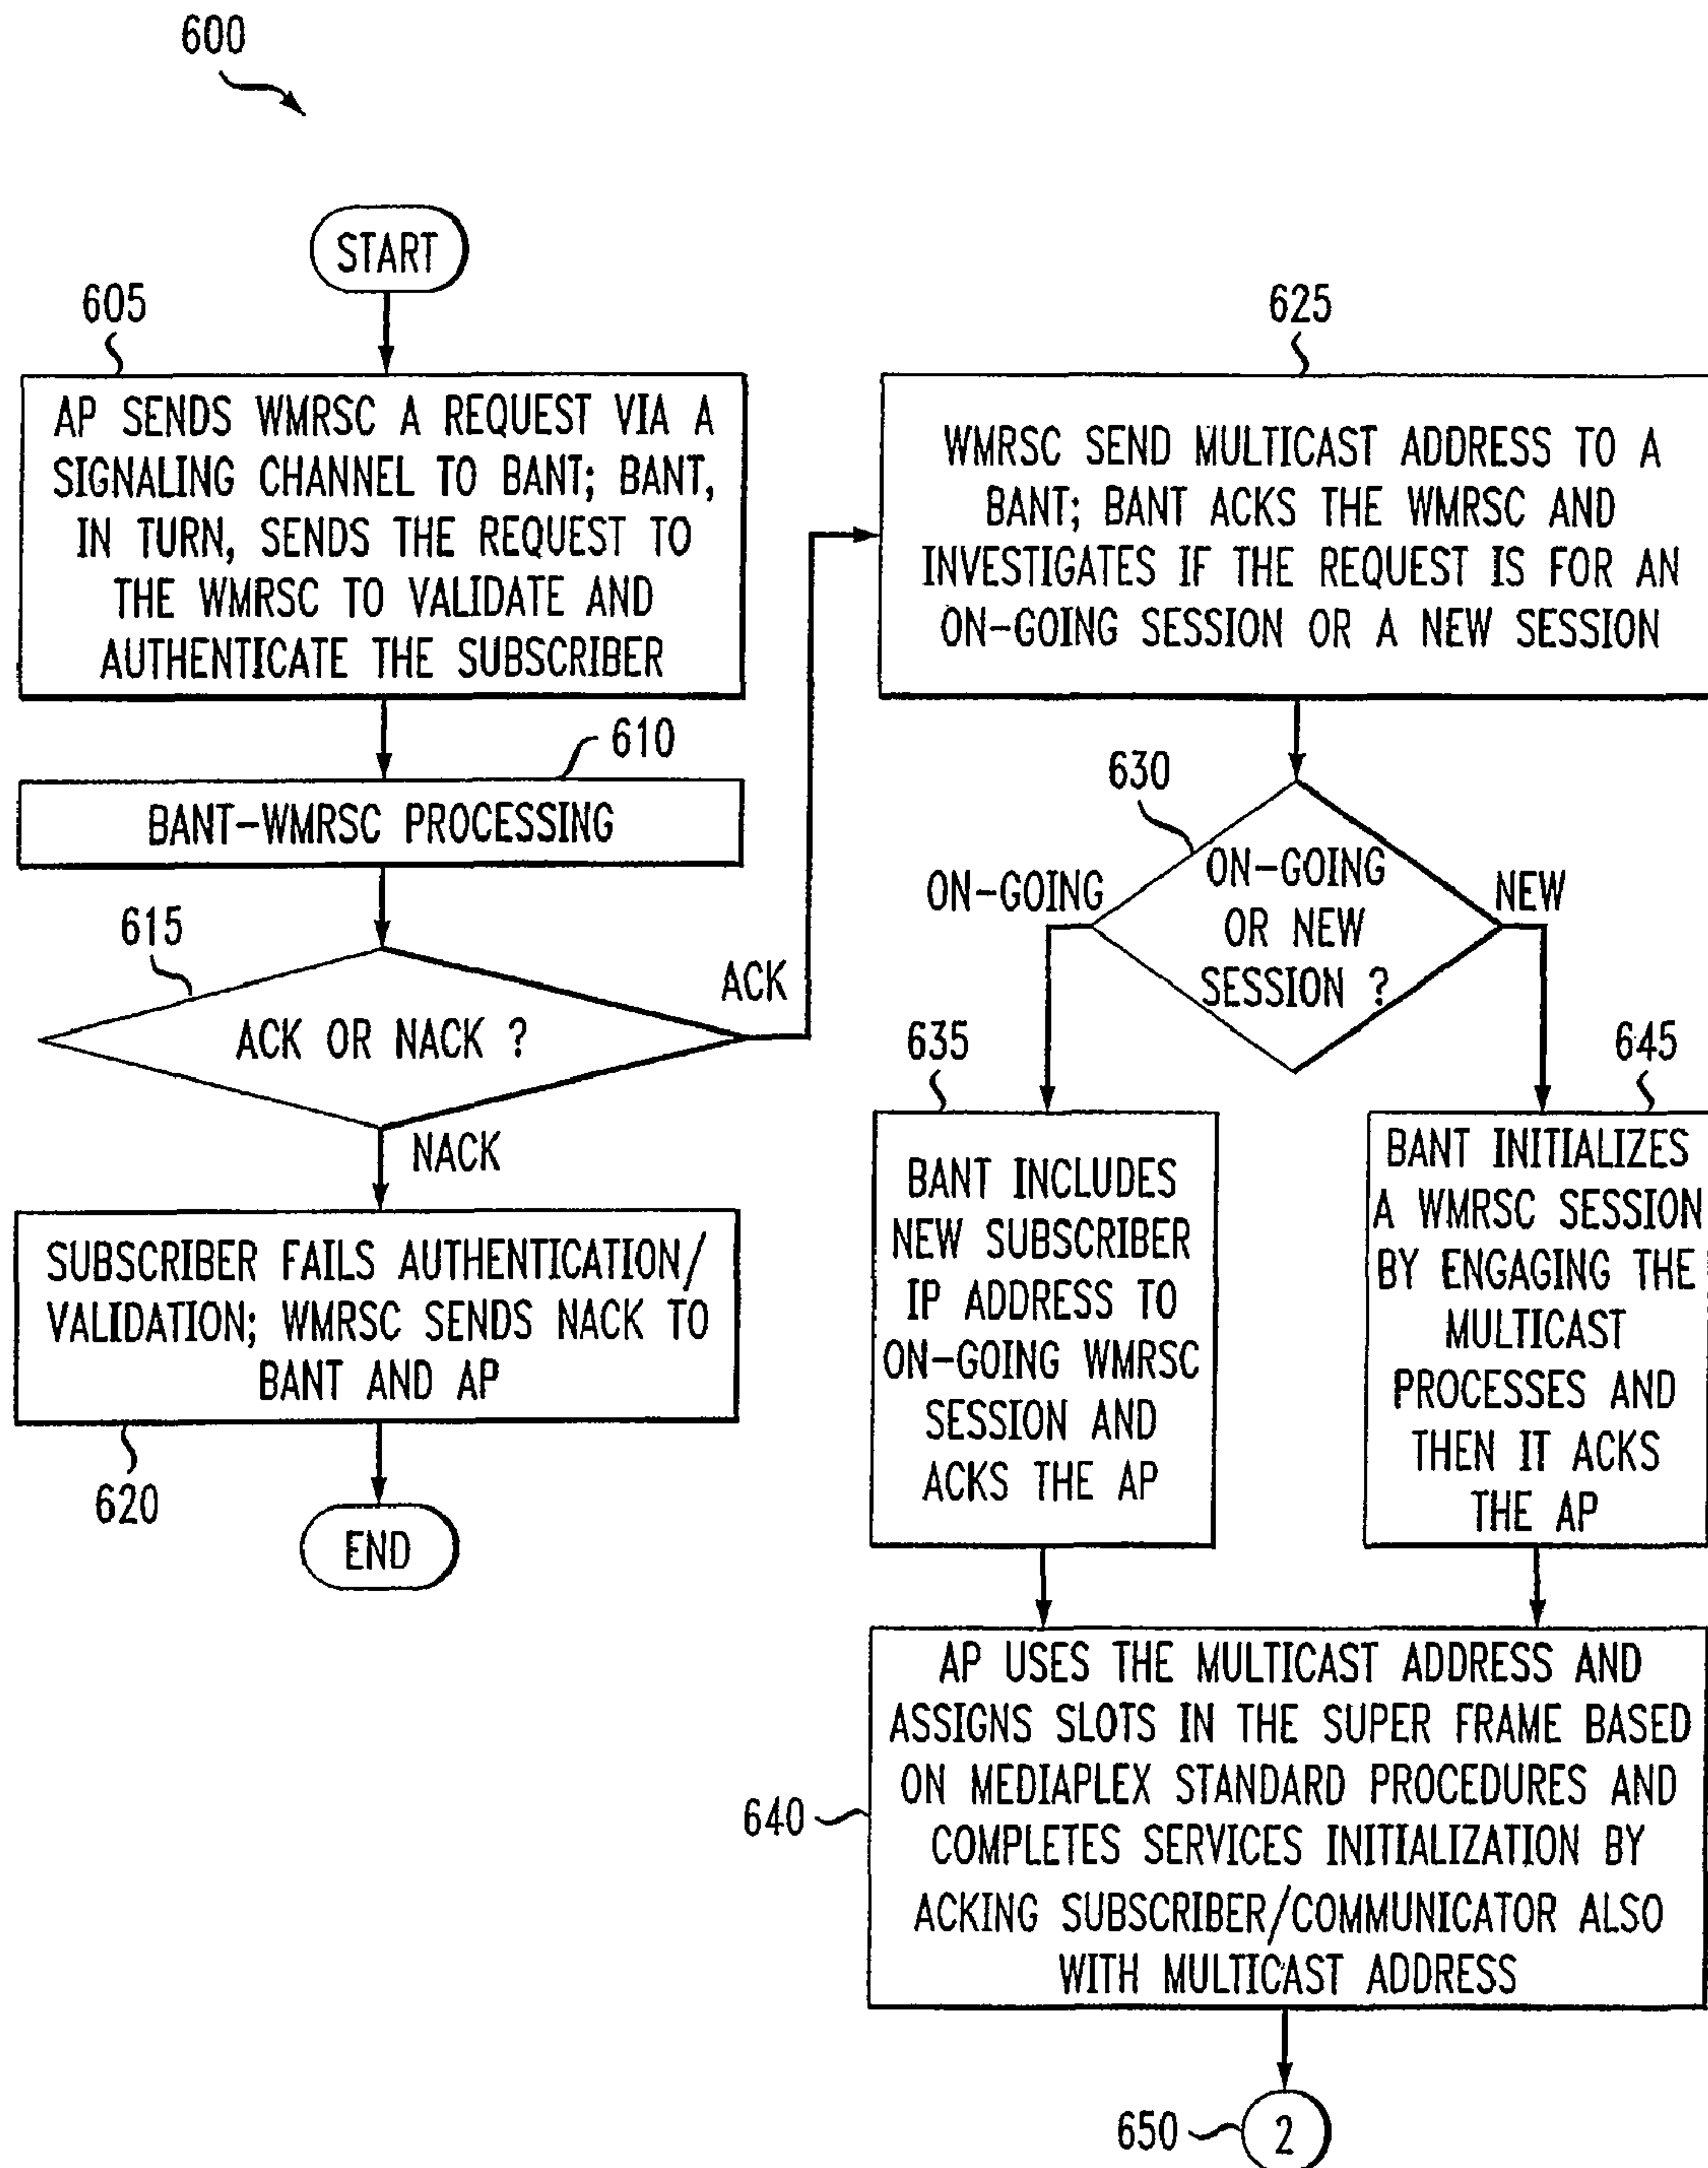 600
START
605
AP SENDS WMRSC A REQUEST VIA A
SIGNALING CHANNEL TO BANT; BANT,
IN TURN, SENDS THE REQUEST TO
THE WMRSC TO VALIDATE AND
AUTHENTICATE THE SUBSCRIBER
610
BANT-WMRSC PROCESSING
615
ACK OR NACK ?
ACK
NACK
SUBSCRIBER FAILS AUTHENTICATION/
VALIDATION; WMRSC SENDS NACK TO
BANT AND AP
620
END
625
WMRSC SEND MULTICAST ADDRESS TO A
BANT; BANT ACKS THE WMRSC AND
INVESTIGATES IF THE REQUEST IS FOR AN
ON-GOING SESSION OR A NEW SESSION
630
ON-GOING
OR NEW
SESSION ?
ON-GOING
NEW
635
BANT INCLUDES
NEW SUBSCRIBER
IP ADDRESS TO
ON-GOING WMRSC
SESSION AND
ACKS THE AP
645
BANT INITIALIZES
A WMRSC SESSION
BY ENGAGING THE
MULTICAST
PROCESSES AND
THEN IT ACKS
THE AP
640
AP USES THE MULTICAST ADDRESS AND
ASSIGNS SLOTS IN THE SUPER FRAME BASED
ON MEDIAPLEX STANDARD PROCEDURES AND
COMPLETES SERVICES INITIALIZATION BY
ACKING SUBSCRIBER/COMMUNICATOR ALSO
WITH MULTICAST ADDRESS
650
2